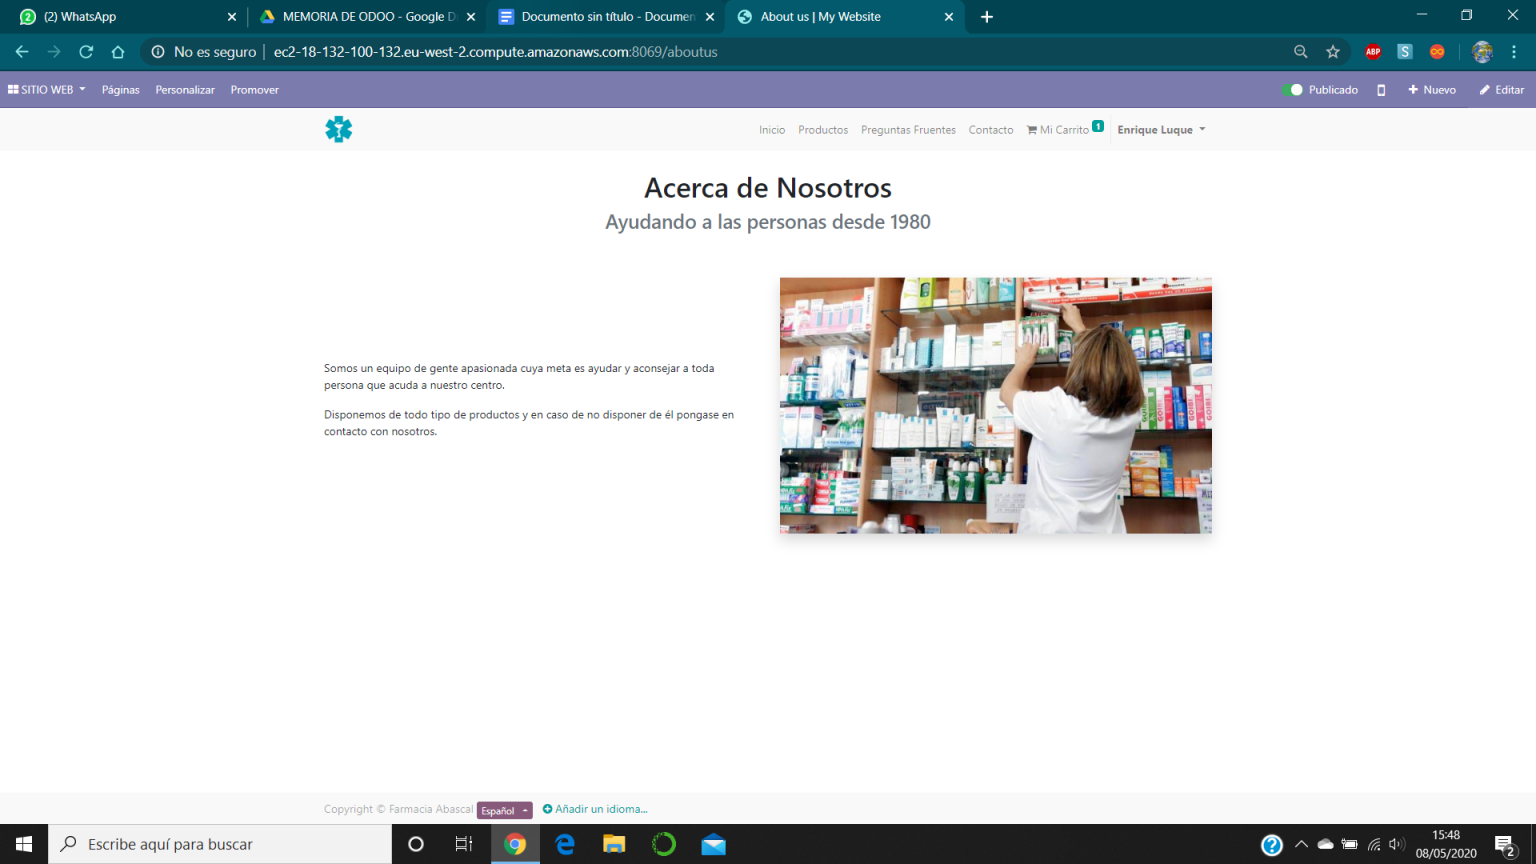 (2) WhatsApp
MEMORIA DE ODOO - Google D
Documento sin título - Documen
About us | My Website
No es seguro | ec2-18-132-100-132.eu-west-2.compute.amazonaws.com:8069/aboutus
ABP
S
SITIO WEB Páginas Personalizar Promover
Publicado Nuevo Editar
Inicio Productos Preguntas Fruentes Contacto Mi Carrito 1 Enrique Luque
Acerca de Nosotros
Ayudando a las personas desde 1980
Somos un equipo de gente apasionada cuya meta es ayudar y aconsejar a toda
persona que acuda a nuestro centro.
Disponemos de todo tipo de productos y en caso de no disponer de él pongase en
contacto con nosotros.
Copyright © Farmacia Abascal Español Añadir un idioma...
Escribe aquí para buscar
15:48
08/05/2020
2